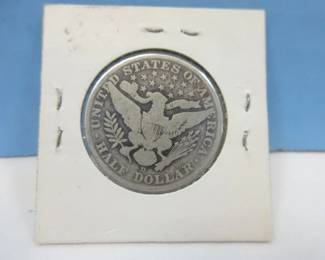 UNITED STATES OF AMERICA
HALF DOLLAR